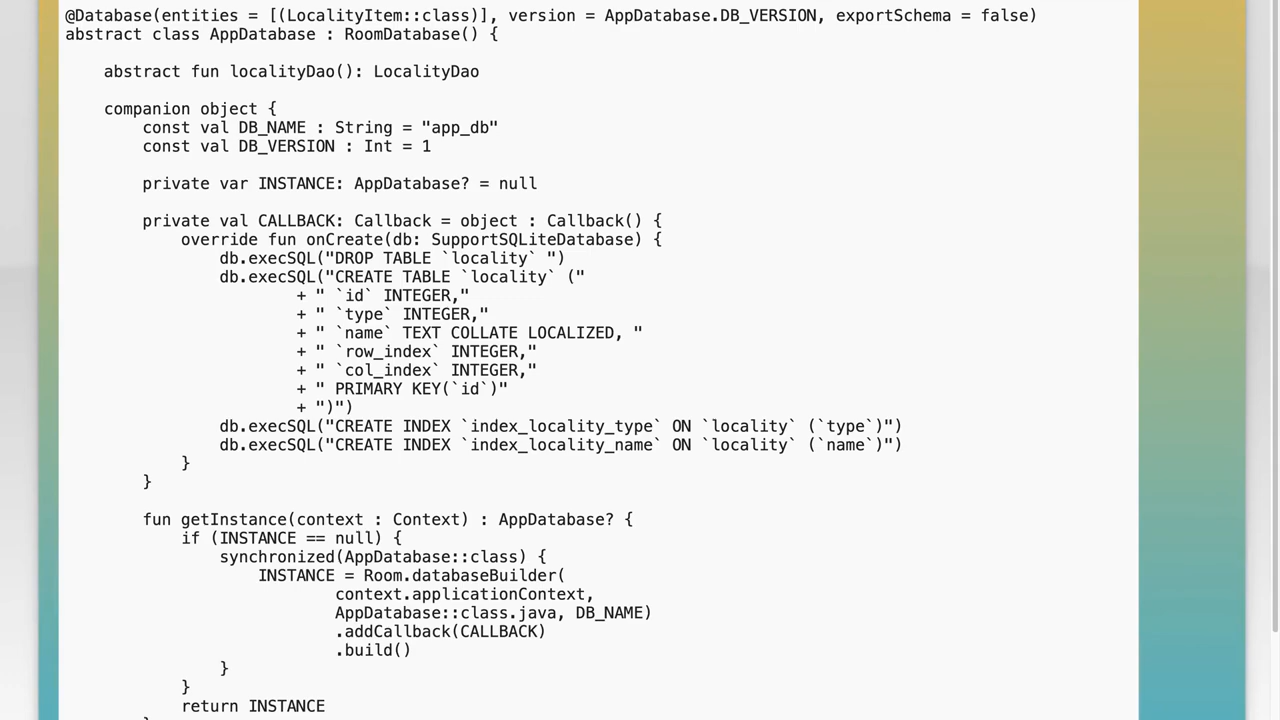 @Database(entities = [(LocalityItem::class)], version = AppDatabase.DB_VERSION, exportSchema = false)
abstract class AppDatabase : RoomDatabase() {
    abstract fun localityDao(): LocalityDao
    companion object {
        const val DB_NAME : String = "app_db"
        const val DB_VERSION : Int = 1
        private var INSTANCE: AppDatabase? = null
        private val CALLBACK: Callback = object : Callback() {
            override fun onCreate(db: SupportSQLiteDatabase) {
                db.execSQL("DROP TABLE `locality` ")
                db.execSQL("CREATE TABLE `locality` ("
                        + " `id` INTEGER,"
                        + " `type` INTEGER,"
                        + " `name` TEXT COLLATE LOCALIZED, "
                        + " `row_index` INTEGER,"
                        + " `col_index` INTEGER,"
                        + " PRIMARY KEY(`id`)"
                        + ")")
                db.execSQL("CREATE INDEX `index_locality_type` ON `locality` (`type`)")
                db.execSQL("CREATE INDEX `index_locality_name` ON `locality` (`name`)")
            }
        }
        fun getInstance(context : Context) : AppDatabase? {
            if (INSTANCE == null) {
                synchronized(AppDatabase::class) {
                    INSTANCE = Room.databaseBuilder(
                            context.applicationContext,
                            AppDatabase::class.java, DB_NAME)
                            .addCallback(CALLBACK)
                            .build()
                }
            }
            return INSTANCE